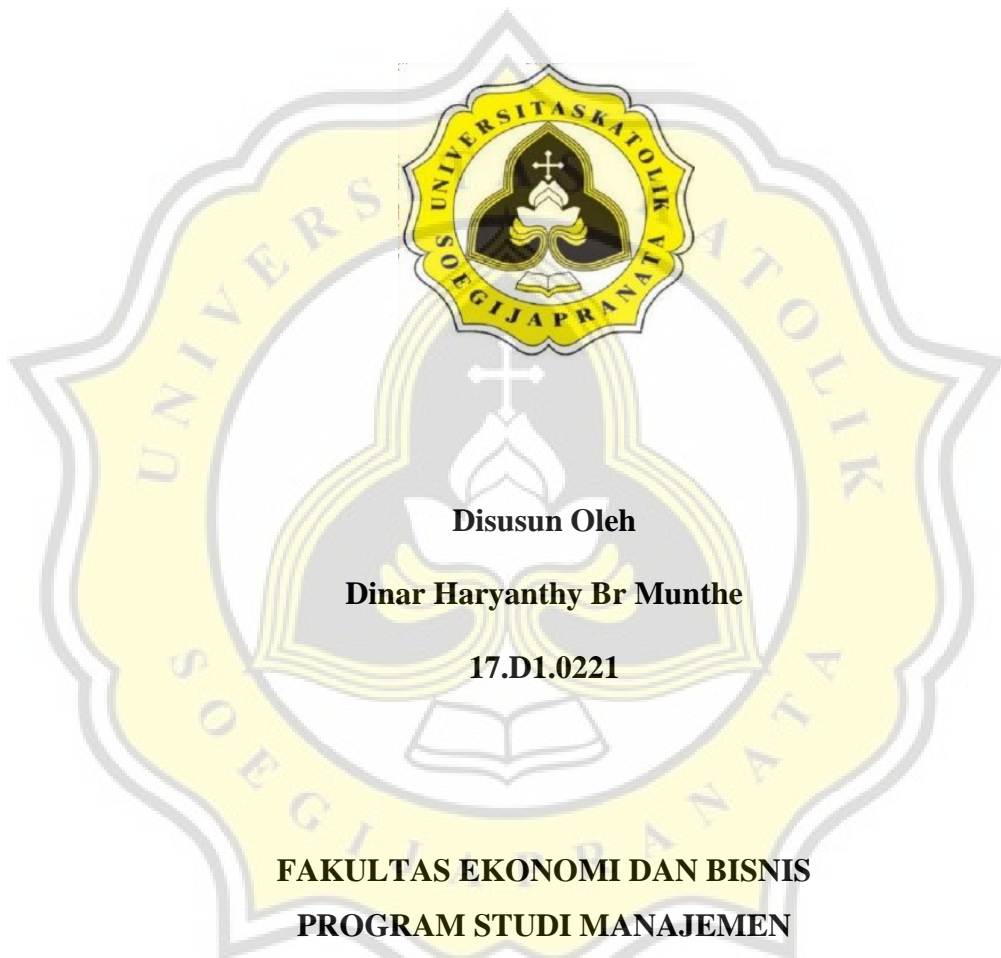 UNIVERSITAS KATOLIK
SOEGIJAPRANATA
Disusun Oleh
Dinar Haryanthy Br Munthe
17.D1.0221
FAKULTAS EKONOMI DAN BISNIS
PROGRAM STUDI MANAJEMEN